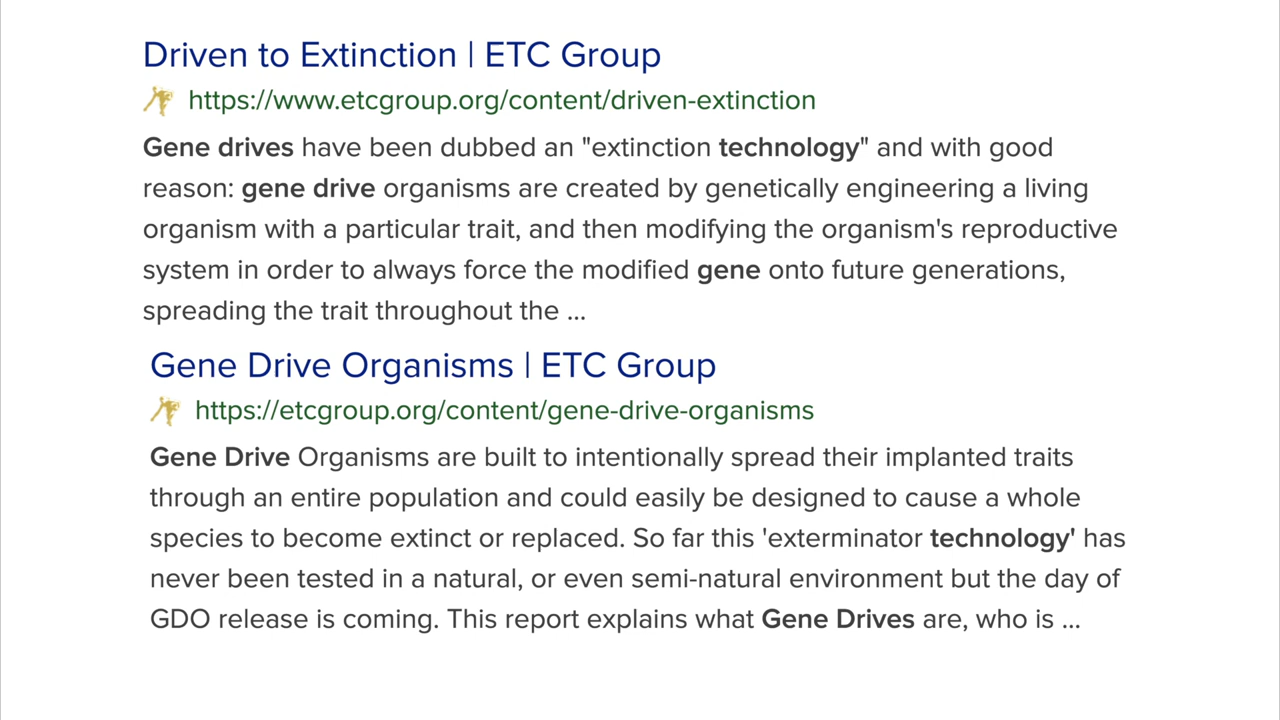 Driven to Extinction | ETC Group
https://www.etcgroup.org/content/driven-extinction
Gene drives have been dubbed an "extinction technology" and with good
reason: gene drive organisms are created by genetically engineering a living
organism with a particular trait, and then modifying the organism's reproductive
system in order to always force the modified gene onto future generations,
spreading the trait throughout the ...
Gene Drive Organisms | ETC Group
https://etcgroup.org/content/gene-drive-organisms
Gene Drive Organisms are built to intentionally spread their implanted traits
through an entire population and could easily be designed to cause a whole
species to become extinct or replaced. So far this 'exterminator technology' has
never been tested in a natural, or even semi-natural environment but the day of
GDO release is coming. This report explains what Gene Drives are, who is ...